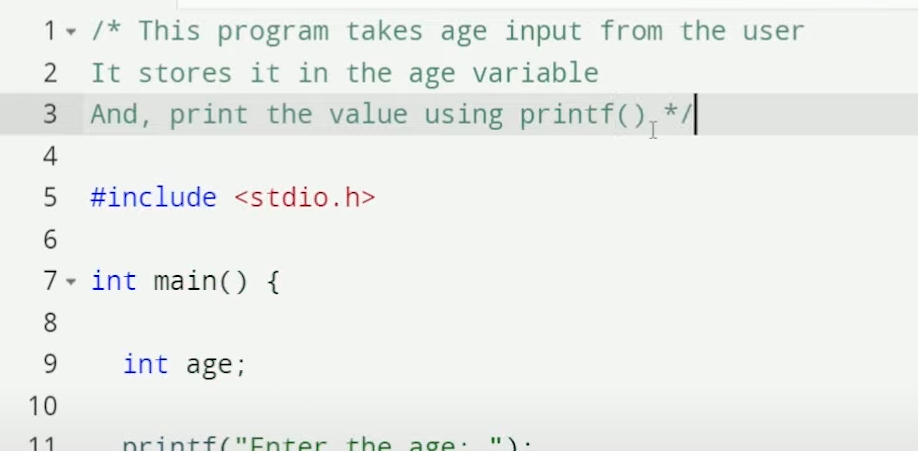 1 /* This program takes age input from the user
2 It stores it in the age variable
3 And, print the value using printf() */
4
5 #include <stdio.h>
6
7 int main() {
8
9 int age;
10
11 printf("Enter the age: ");